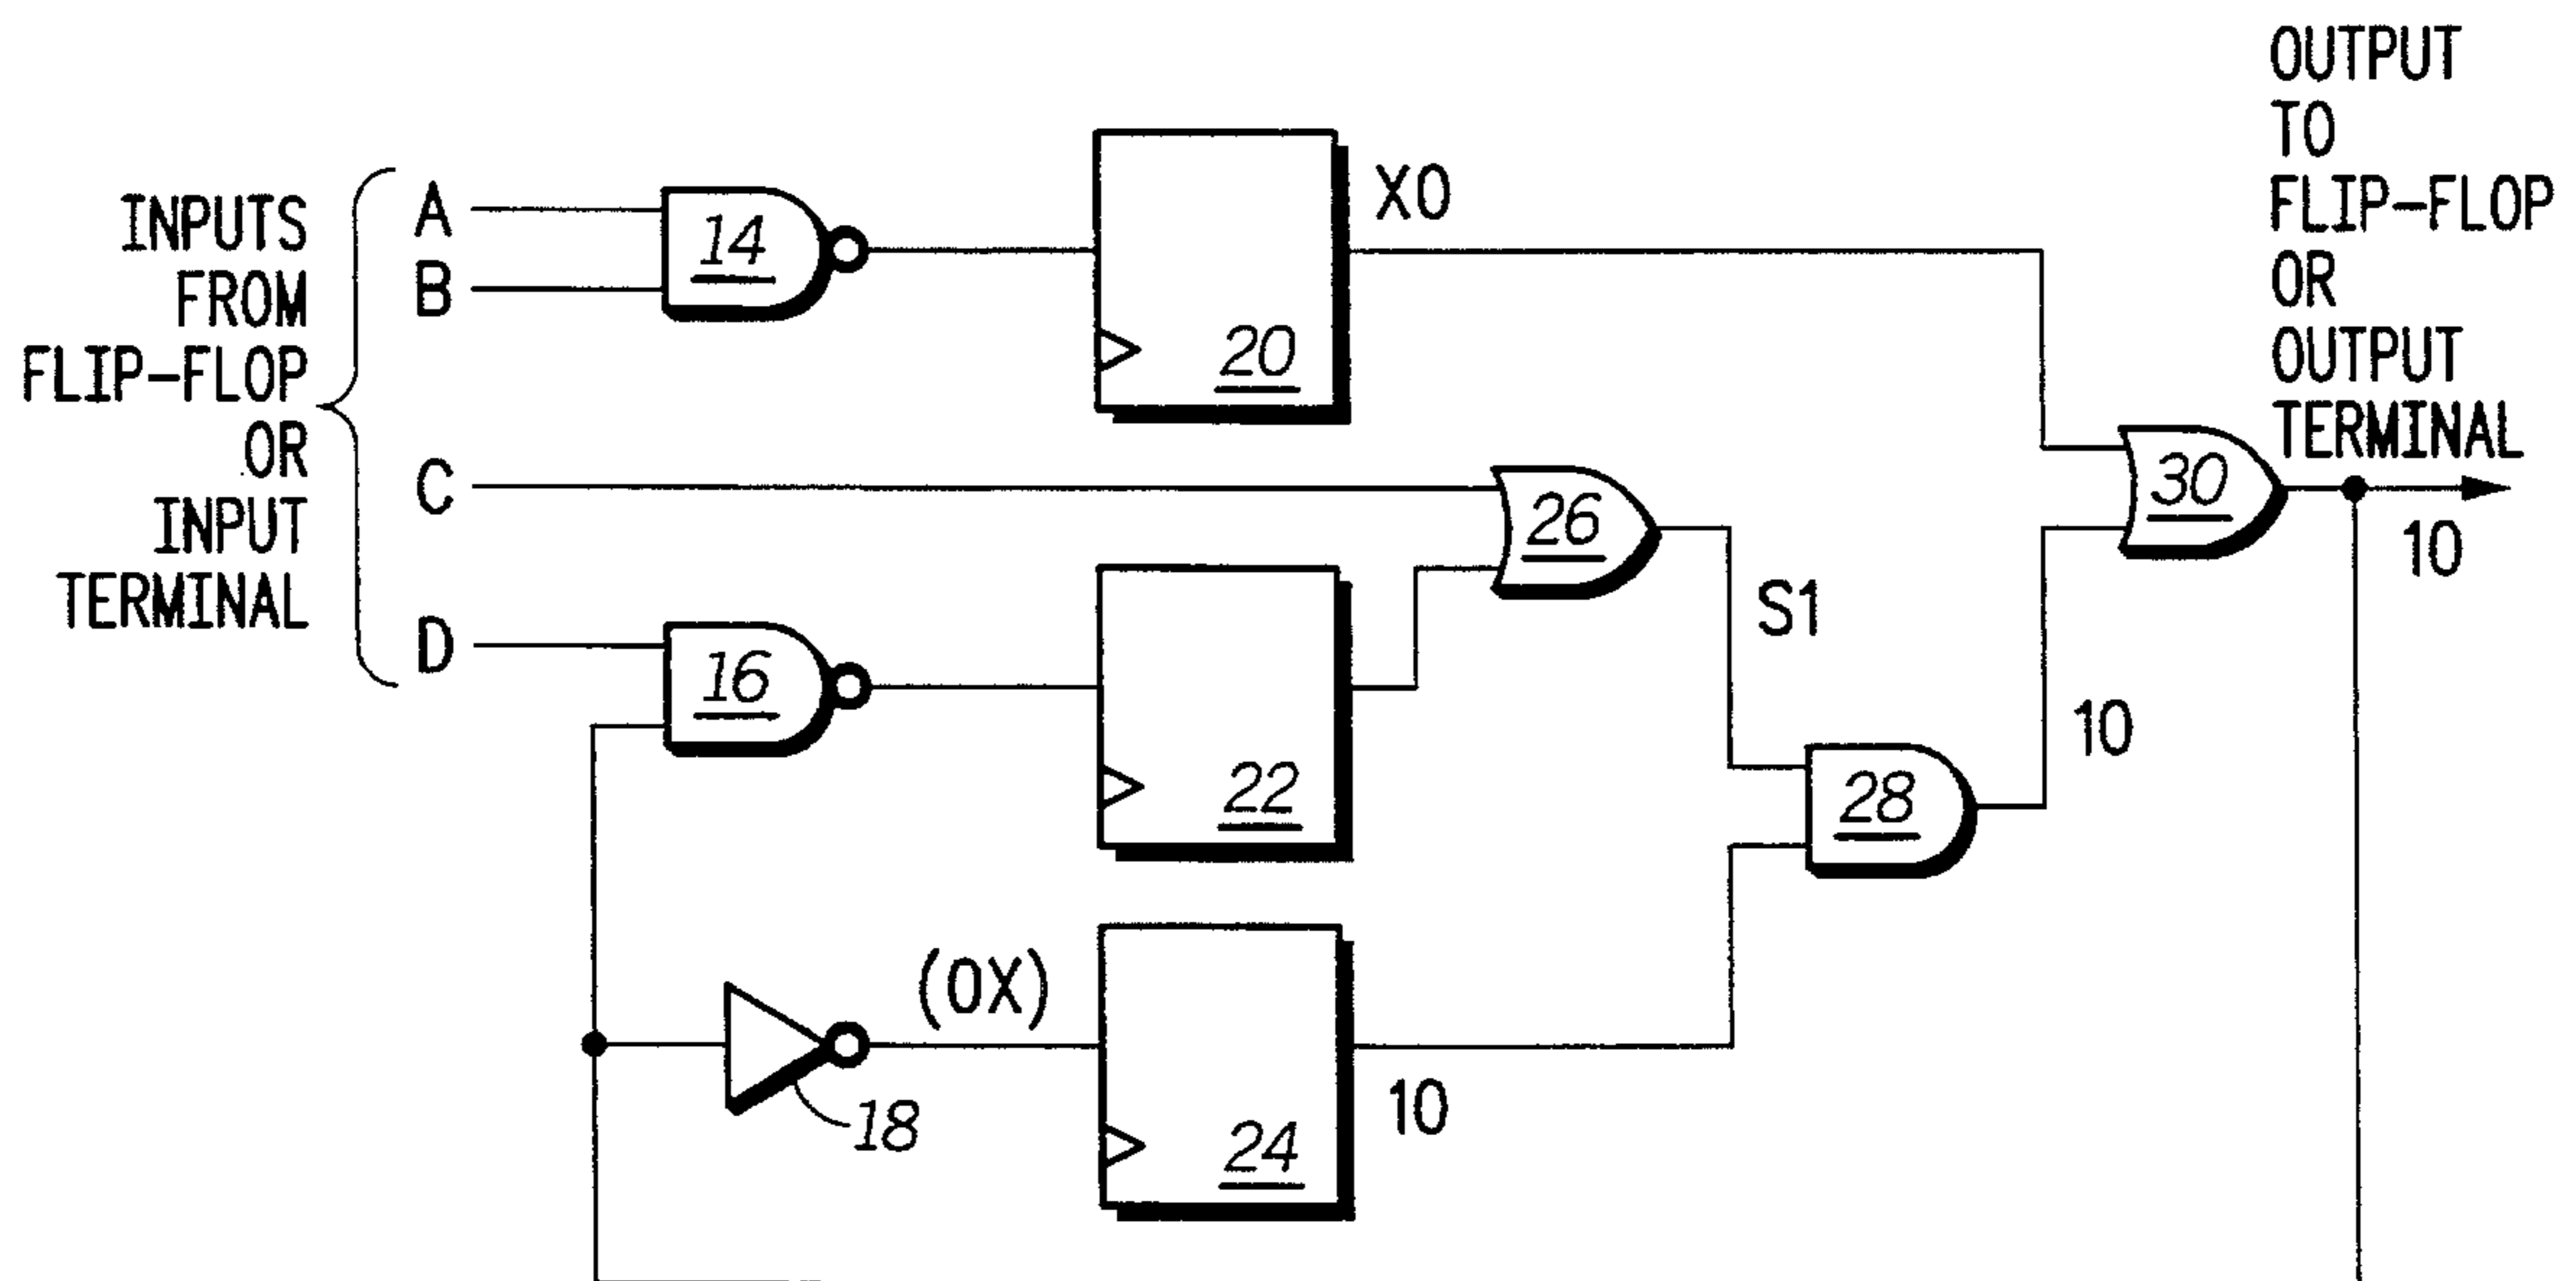 OUTPUT
TO
FLIP-FLOP
OR
OUTPUT
TERMINAL
INPUTS
FROM
FLIP-FLOP
OR
INPUT
TERMINAL
A
B
C
D
14
20
X0
16
22
26
S1
30
10
28
10
(0X)
18
24
10